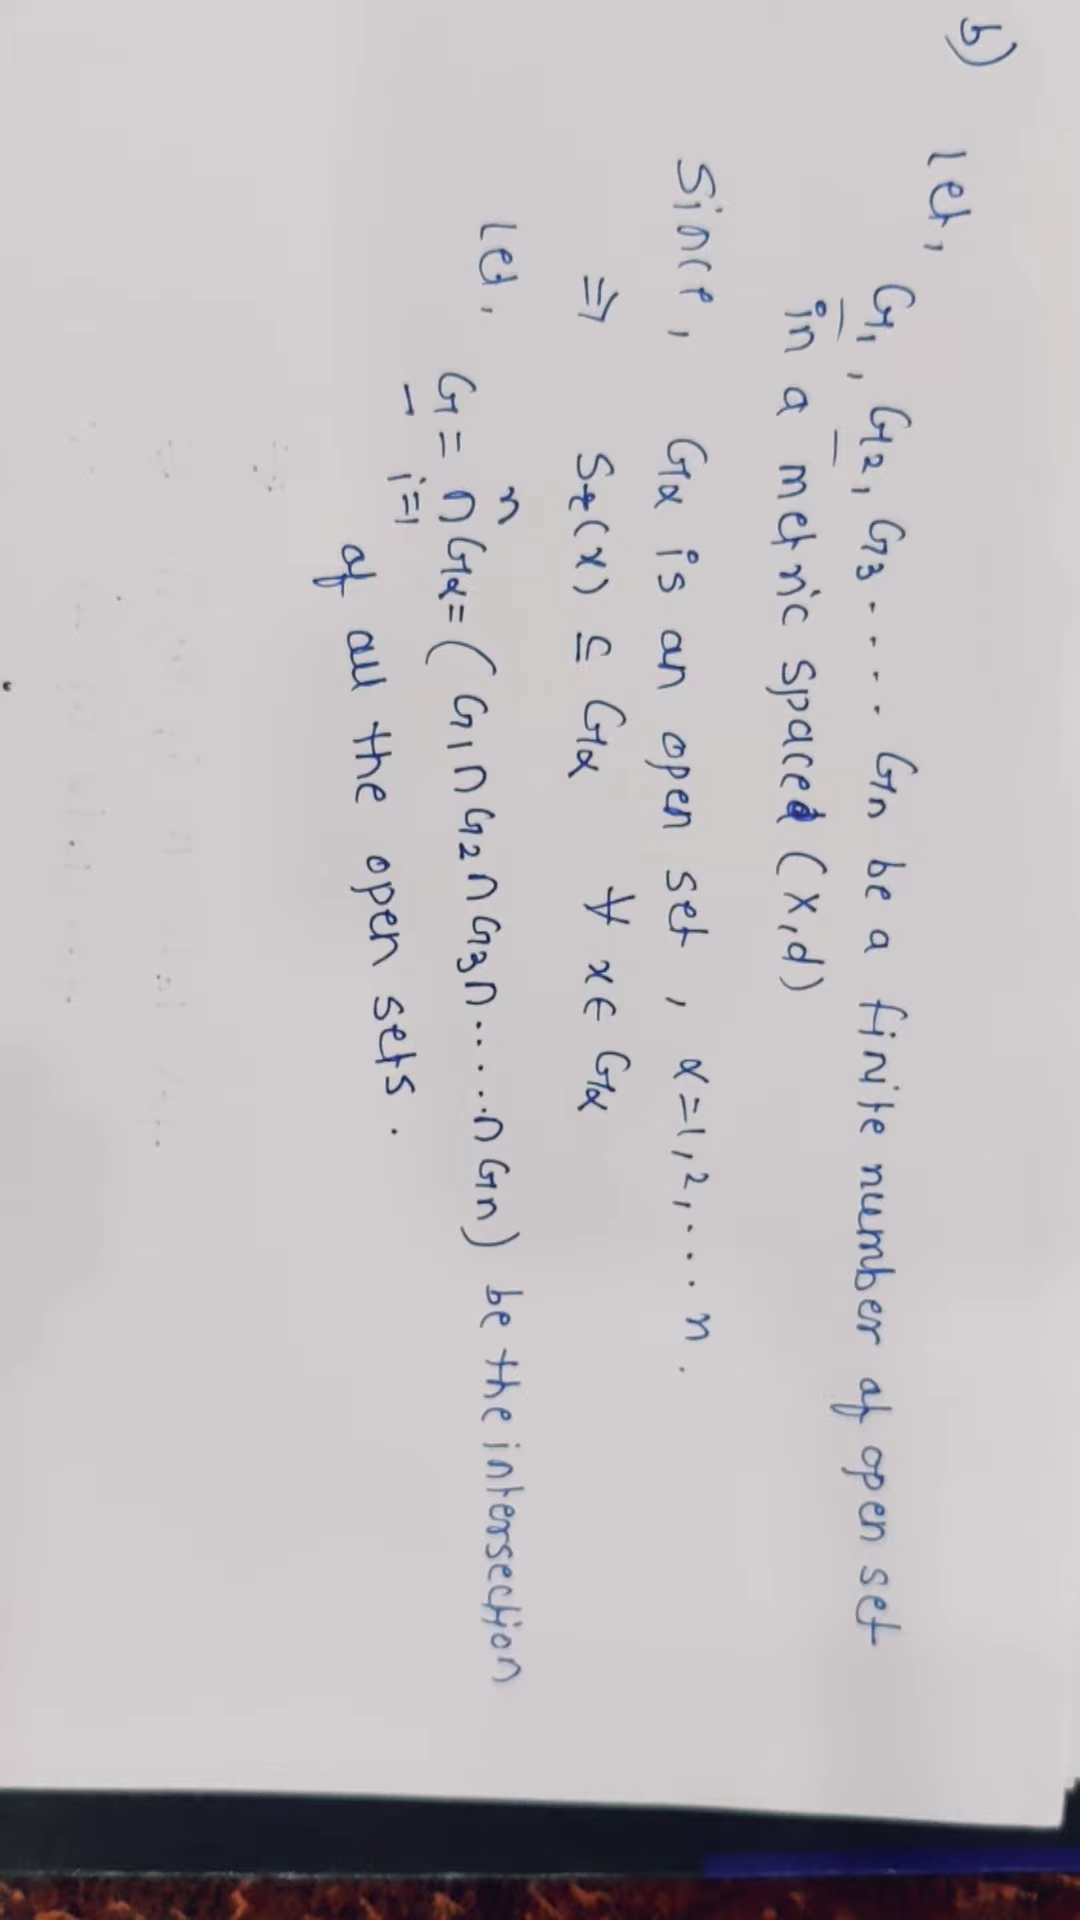 b)
Let,
G1, G2, G3 .... Gn be a finite number of open set
in a metric space (X,d)
Since, Gα is an open set, α=1,2,...n.
⇒ Sr(x) ⊆ Gα ∀ x∈ Gα
Let, G = n∩i=1 Gα = (G1∩G2∩G3∩.....∩Gn) be the intersection
of all the open sets.